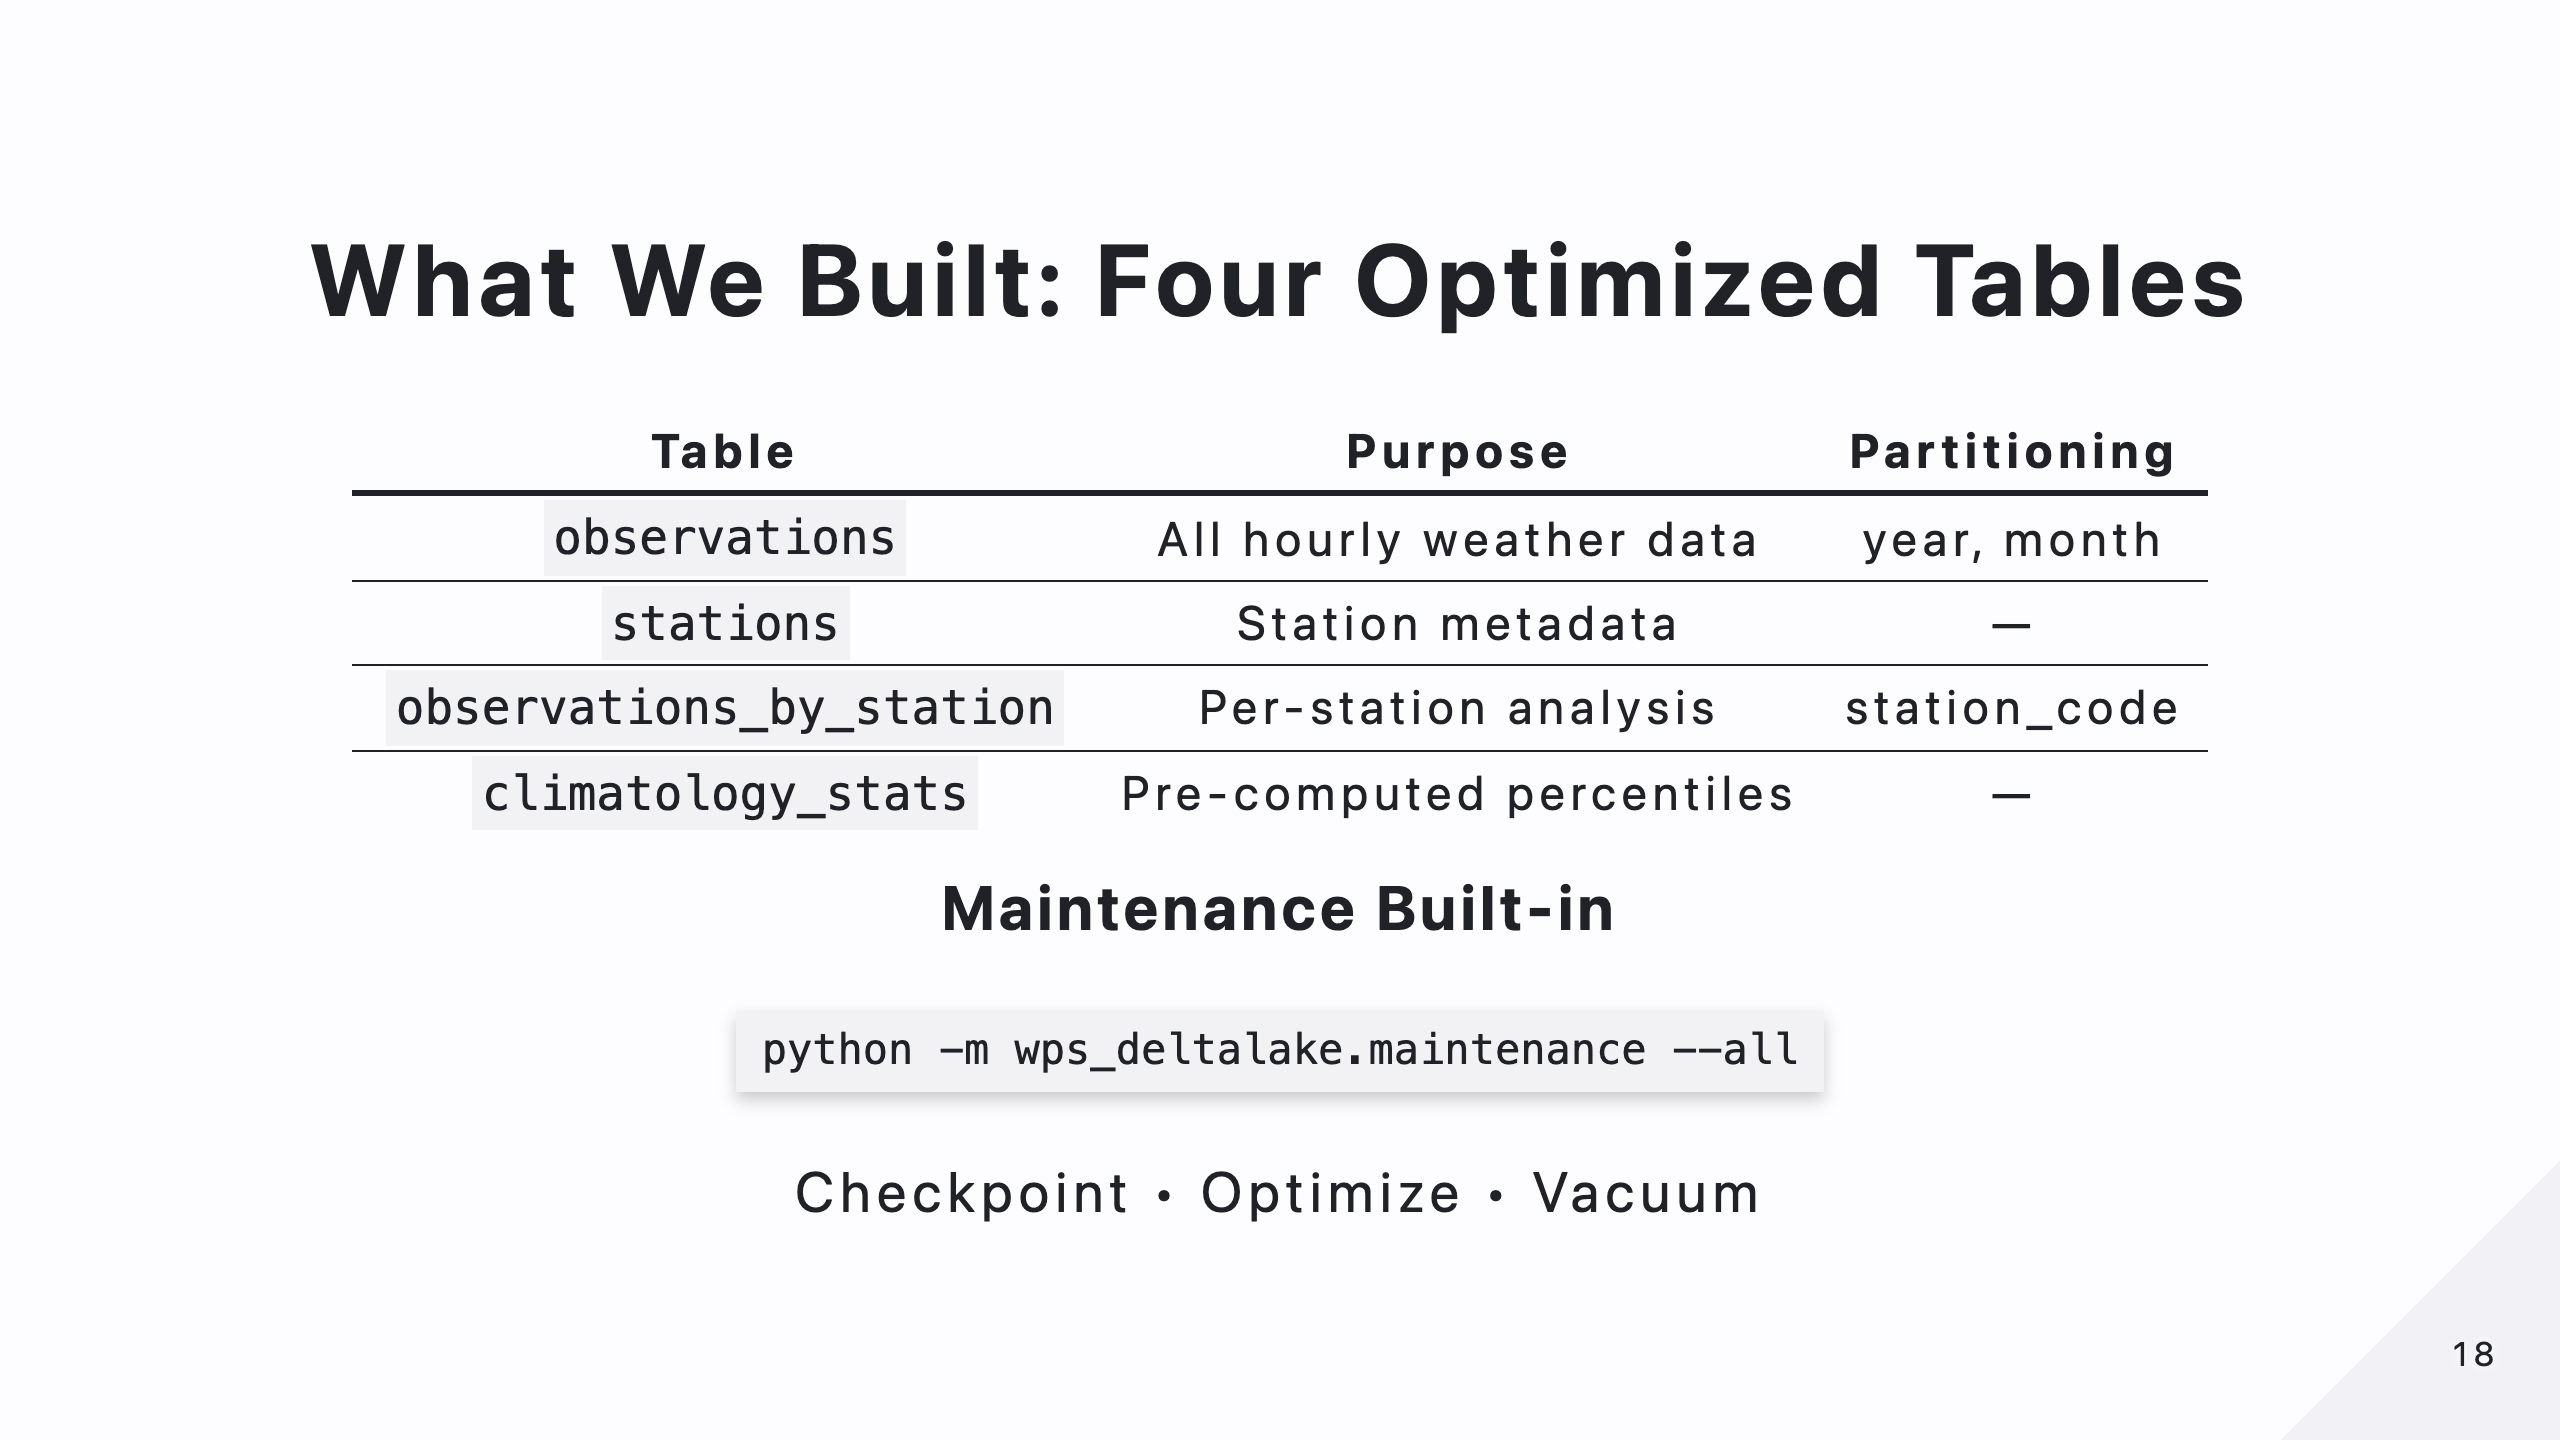 What We Built: Four Optimized Tables
Table Purpose Partitioning
observations All hourly weather data year, month
stations Station metadata —
observations_by_station Per-station analysis station_code
climatology_stats Pre-computed percentiles —
Maintenance Built-in
python -m wps_deltalake.maintenance --all
Checkpoint • Optimize • Vacuum
18